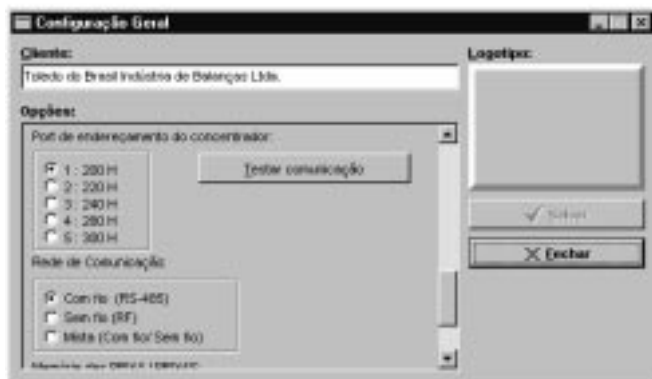 Configuração Geral
Cliente:
Toledo do Brasil Indústria de Balanças Ltda.
Logotipo:
Opções:
Port de endereçamento do concentrador:
1 : 200 H
2 : 220 H
3 : 240 H
4 : 280 H
5 : 300 H
Testar comunicação
Salvar
Fechar
Rede de Comunicação
Com fio (RS-485)
Sem fio (RF)
Mista (Com fio/Sem fio)